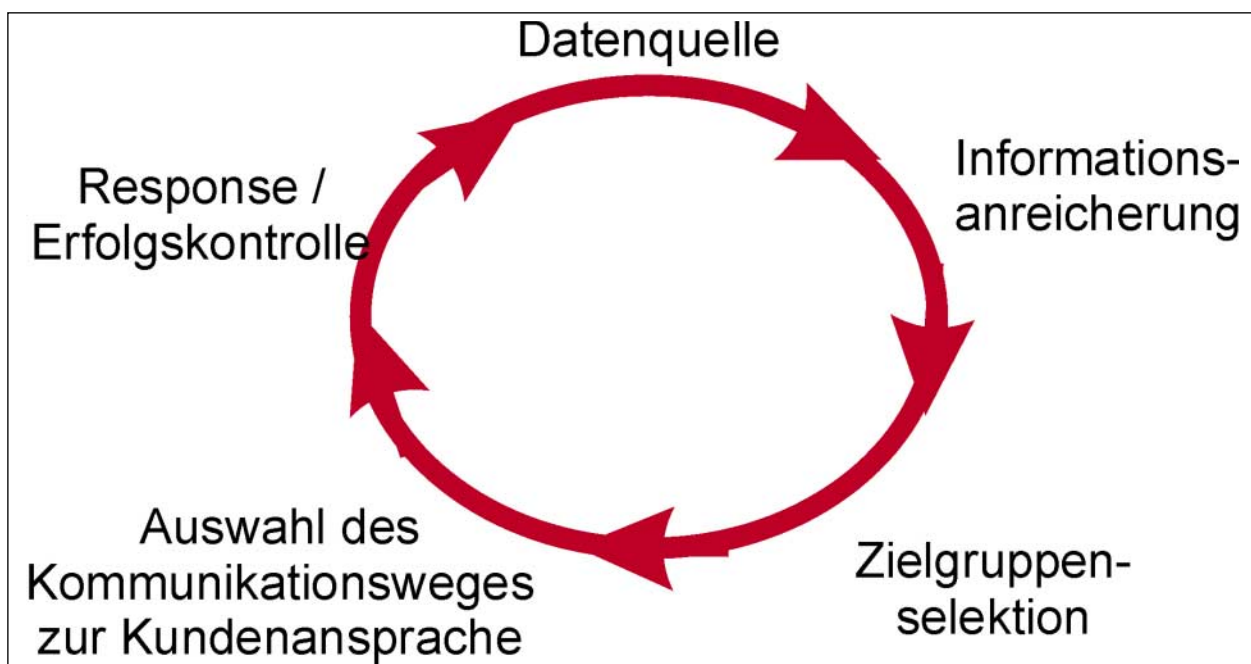 Datenquelle
Informations-
anreicherung
Zielgruppen-
selektion
Auswahl des
Kommunikationsweges
zur Kundenansprache
Response /
Erfolgskontrolle